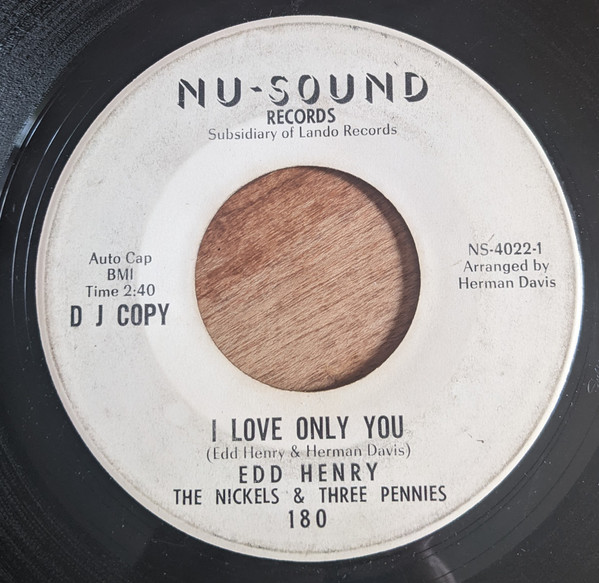 NU-SOUND
RECORDS
Subsidiary of Lando Records
Auto Cap
BMI
Time 2:40
D J COPY
NS-4022-1
Arranged by
Herman Davis
I LOVE ONLY YOU
(Edd Henry & Herman Davis)
EDD HENRY
THE NICKELS & THREE PENNIES
180